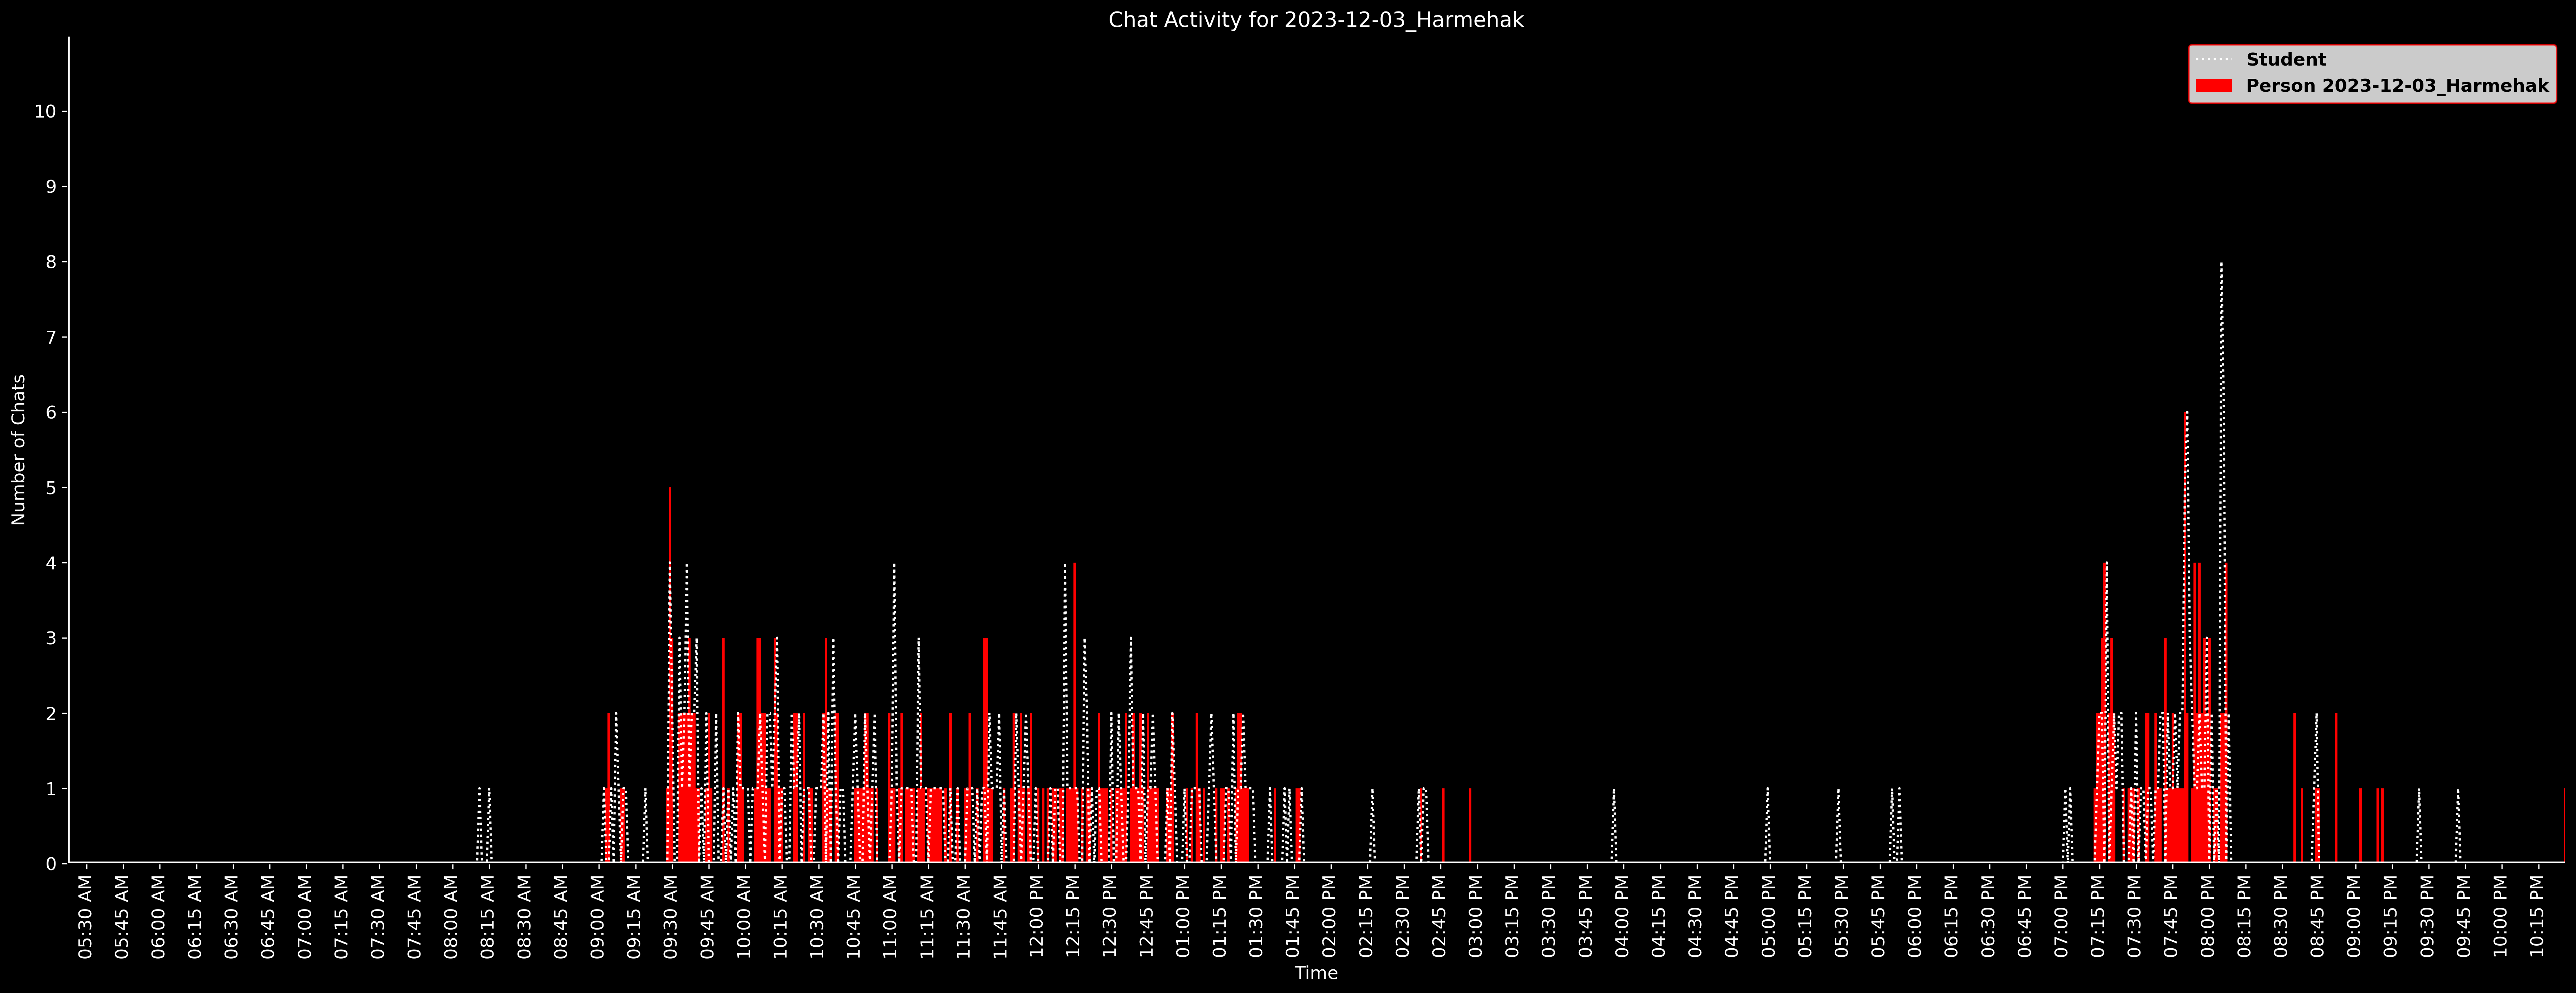 Chat Activity for 2023-12-03_Harmehak
Student
Person 2023-12-03_Harmehak
Number of Chats
10
9
8
7
6
5
4
3
2
1
0
05:30 AM
05:45 AM
06:00 AM
06:15 AM
06:30 AM
06:45 AM
07:00 AM
07:15 AM
07:30 AM
07:45 AM
08:00 AM
08:15 AM
08:30 AM
08:45 AM
09:00 AM
09:15 AM
09:30 AM
09:45 AM
10:00 AM
10:15 AM
10:30 AM
10:45 AM
11:00 AM
11:15 AM
11:30 AM
11:45 AM
12:00 PM
12:15 PM
12:30 PM
12:45 PM
01:00 PM
01:15 PM
01:30 PM
01:45 PM
02:00 PM
02:15 PM
02:30 PM
02:45 PM
03:00 PM
03:15 PM
03:30 PM
03:45 PM
04:00 PM
04:15 PM
04:30 PM
04:45 PM
05:00 PM
05:15 PM
05:30 PM
05:45 PM
06:00 PM
06:15 PM
06:30 PM
06:45 PM
07:00 PM
07:15 PM
07:30 PM
07:45 PM
08:00 PM
08:15 PM
08:30 PM
08:45 PM
09:00 PM
09:15 PM
09:30 PM
09:45 PM
10:00 PM
10:15 PM
Time